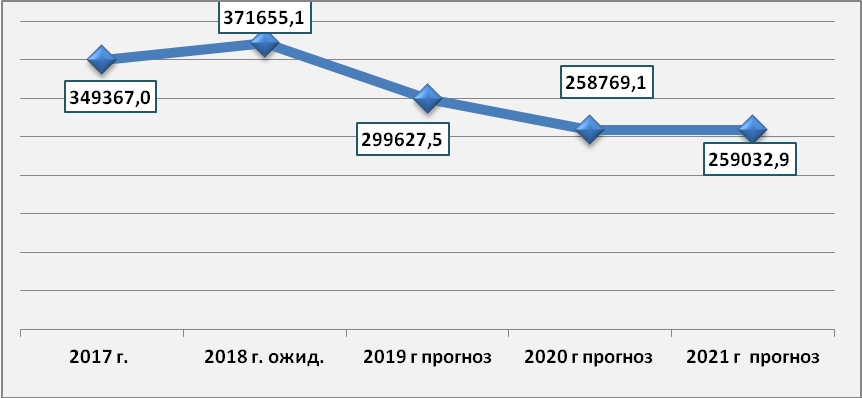 371655,1
349367,0
258769,1
299627,5
259032,9
2017 г.
2018 г. ожид.
2019 г прогноз
2020 г прогноз
2021 г  прогноз